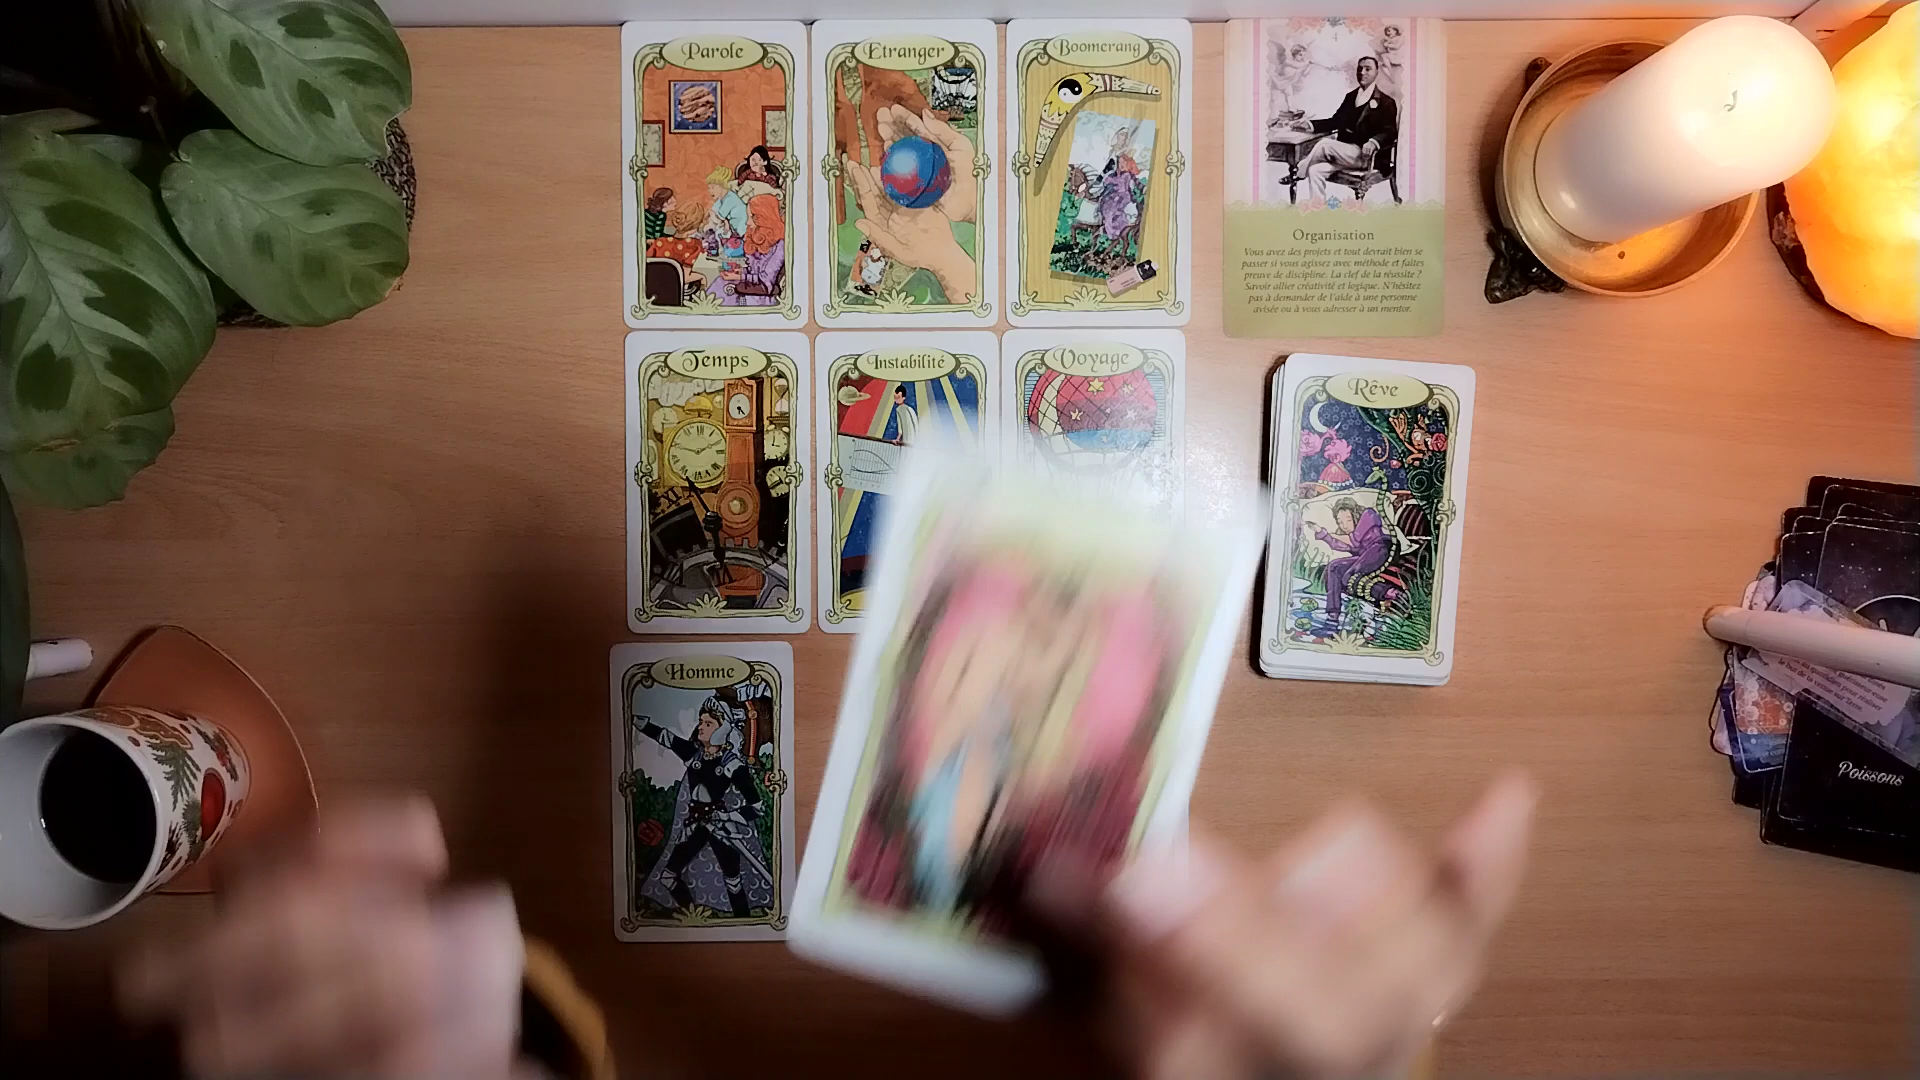 Parole
Etranger
Boomerang
Organisation
Vous avez des projets et tout devrait bien se
passer si vous agissez avec méthode et faites
preuve de discipline. La clef de la réussite ?
Savoir allier créativité et logique. N'hésitez
pas à demander de l'aide à une personne
avisée ou à vous adresser à un mentor.
Temps
Instabilité
Voyage
Rêve
Homme
Poissons